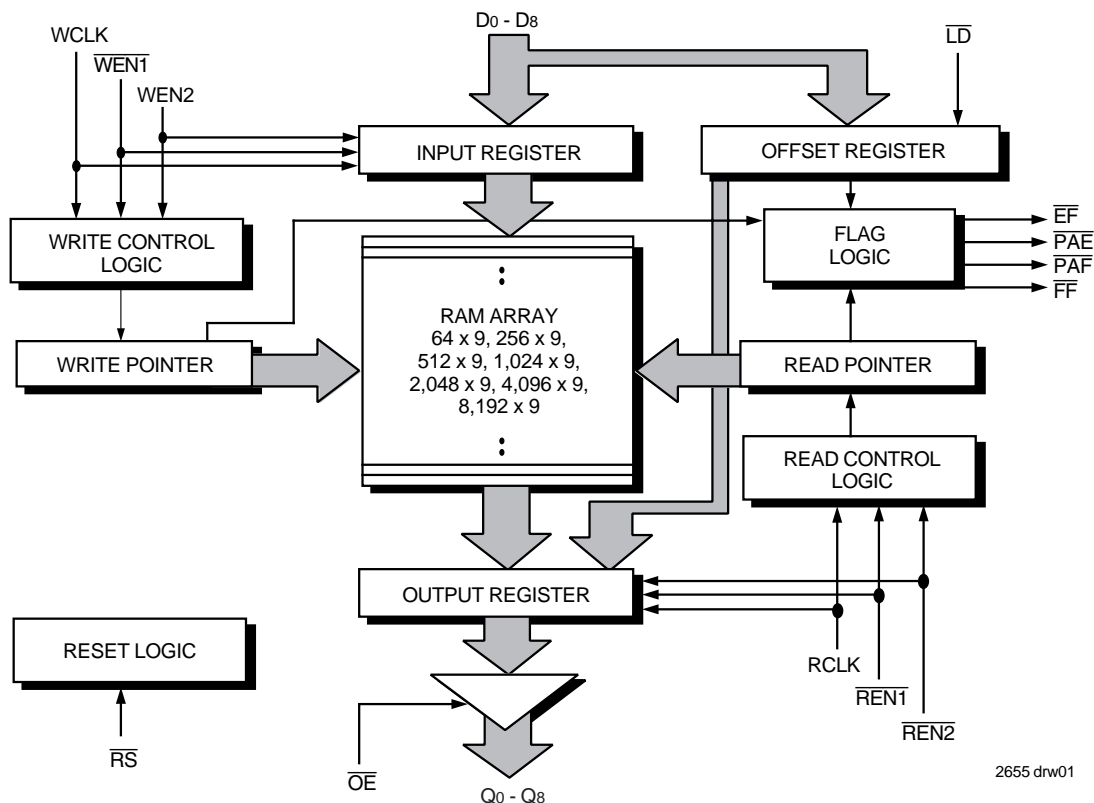 D0 - D8
WCLK
WEN1
WEN2
LD
INPUT REGISTER
OFFSET REGISTER
WRITE CONTROL
LOGIC
FLAG
LOGIC
EF
PAE
PAF
FF
RAM ARRAY
64 x 9, 256 x 9,
512 x 9, 1,024 x 9,
2,048 x 9, 4,096 x 9,
8,192 x 9
WRITE POINTER
READ POINTER
READ CONTROL
LOGIC
OUTPUT REGISTER
RESET LOGIC
RCLK
REN1
REN2
RS
OE
Q0 - Q8
2655 drw01